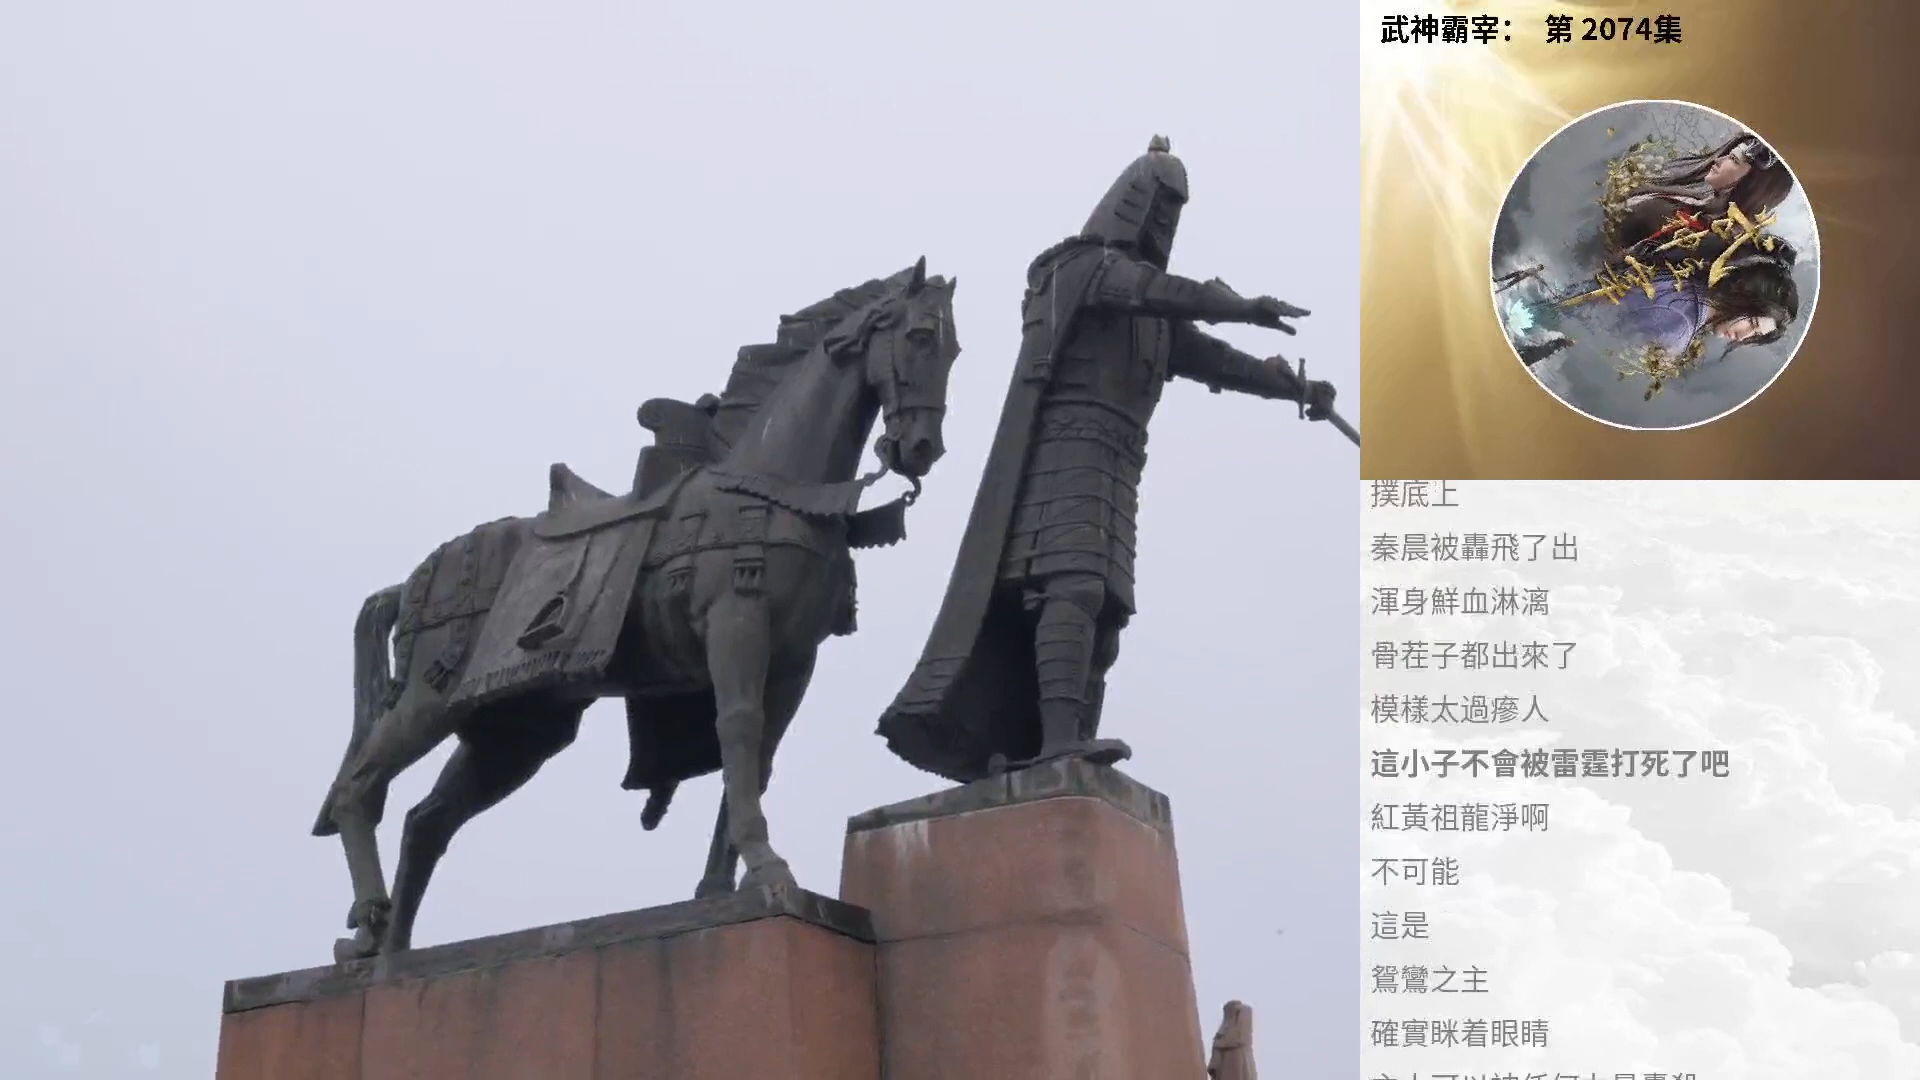 武神霸宰： 第 2074集
撲底上
秦晨被轟飛了出
渾身鮮血淋漓
骨茬子都出來了
模樣太過瘮人
這小子不會被雷霆打死了吧
紅黃祖龍淨啊
不可能
這是
鴛鸞之主
確實眯着眼睛